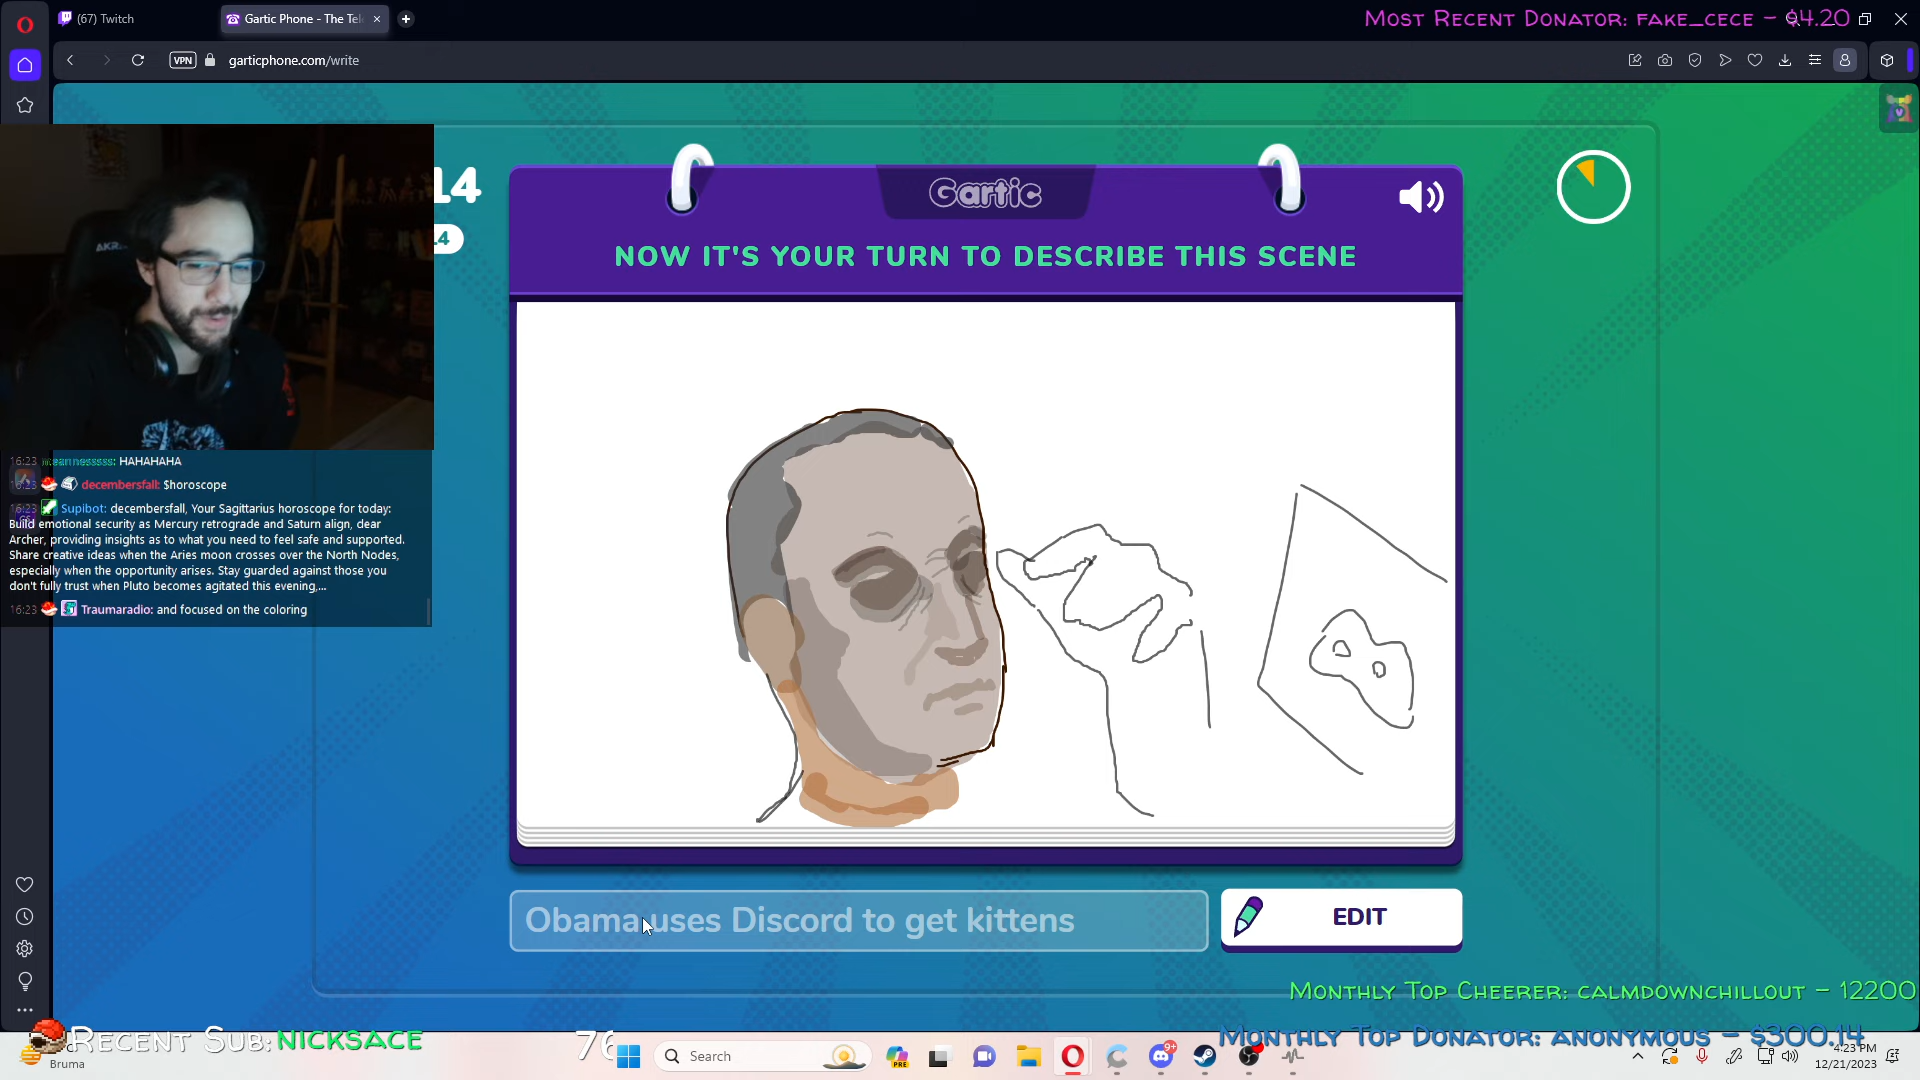 (67) Twitch
Gartic Phone - The Tel
MOST RECENT DONATOR: FAKE_CECE - $4.20
VPN
garticphone.com/write
14
Gartic
NOW IT'S YOUR TURN TO DESCRIBE THIS SCENE
16:23 HAHAHAHA
16:23 decembersfall: $horoscope
16:23 Supibot: decembersfall, Your Sagittarius horoscope for today:
Build emotional security as Mercury retrograde and Saturn align, dear
Archer, providing insights as to what you need to feel safe and supported.
Share creative ideas when the Aries moon crosses over the North Nodes,
especially when the opportunity arises. Stay guarded against those you
don't fully trust when Pluto becomes agitated this evening,...
16:23 Traumaradio: and focused on the coloring
Obama uses Discord to get kittens
EDIT
MONTHLY TOP CHEERER: CALMDOWNCHILLOUT - 12200
RECENT SUB: NICKSACE
MONTHLY TOP DONATOR: ANONYMOUS - $300.14
Bruma
76
Search
PRE
9+
4:23 PM
12/21/2023